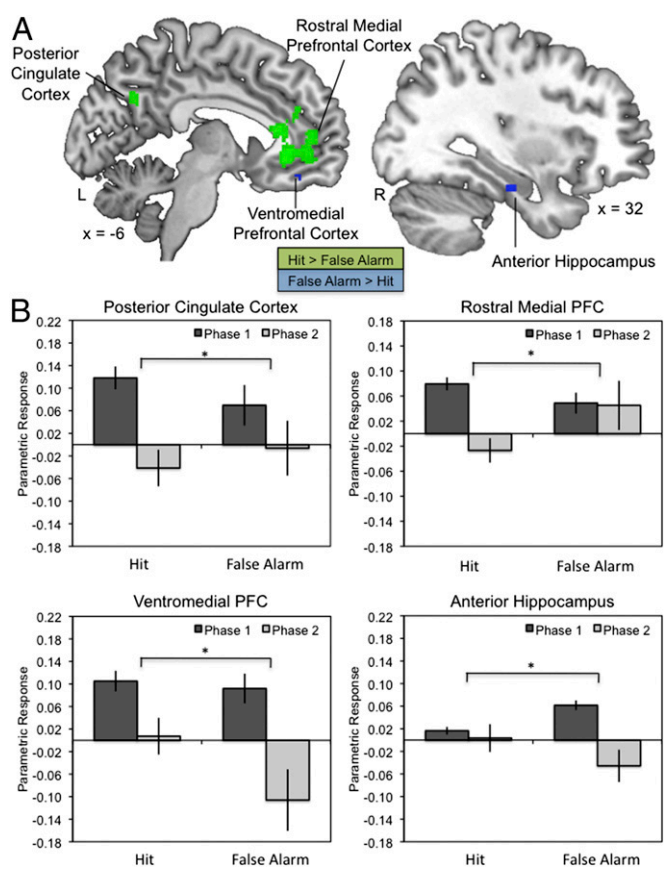 A
Posterior
Cingulate
Cortex
Rostral Medial
Prefrontal Cortex
L
x = -6
Ventromedial
Prefrontal Cortex
R
x = 32
Anterior Hippocampus
Hit > False Alarm
False Alarm > Hit
B
Posterior Cingulate Cortex
Parametric Response
0.22
0.18
0.14
0.10
0.06
0.02
-0.02
-0.06
-0.10
-0.14
-0.18
Phase 1 Phase 2
*
Hit False Alarm
Rostral Medial PFC
Parametric Response
0.18
0.14
0.10
0.06
0.02
-0.02
-0.06
-0.10
-0.14
-0.18
Phase 1 Phase 2
*
Hit False Alarm
Ventromedial PFC
Parametric Response
0.22
0.18
0.14
0.10
0.06
0.02
-0.02
-0.06
-0.10
-0.14
-0.18
Phase 1 Phase 2
*
Hit False Alarm
Anterior Hippocampus
Parametric Response
0.22
0.18
0.14
0.10
0.06
0.02
-0.02
-0.06
-0.10
-0.14
-0.18
Phase 1 Phase 2
*
Hit False Alarm